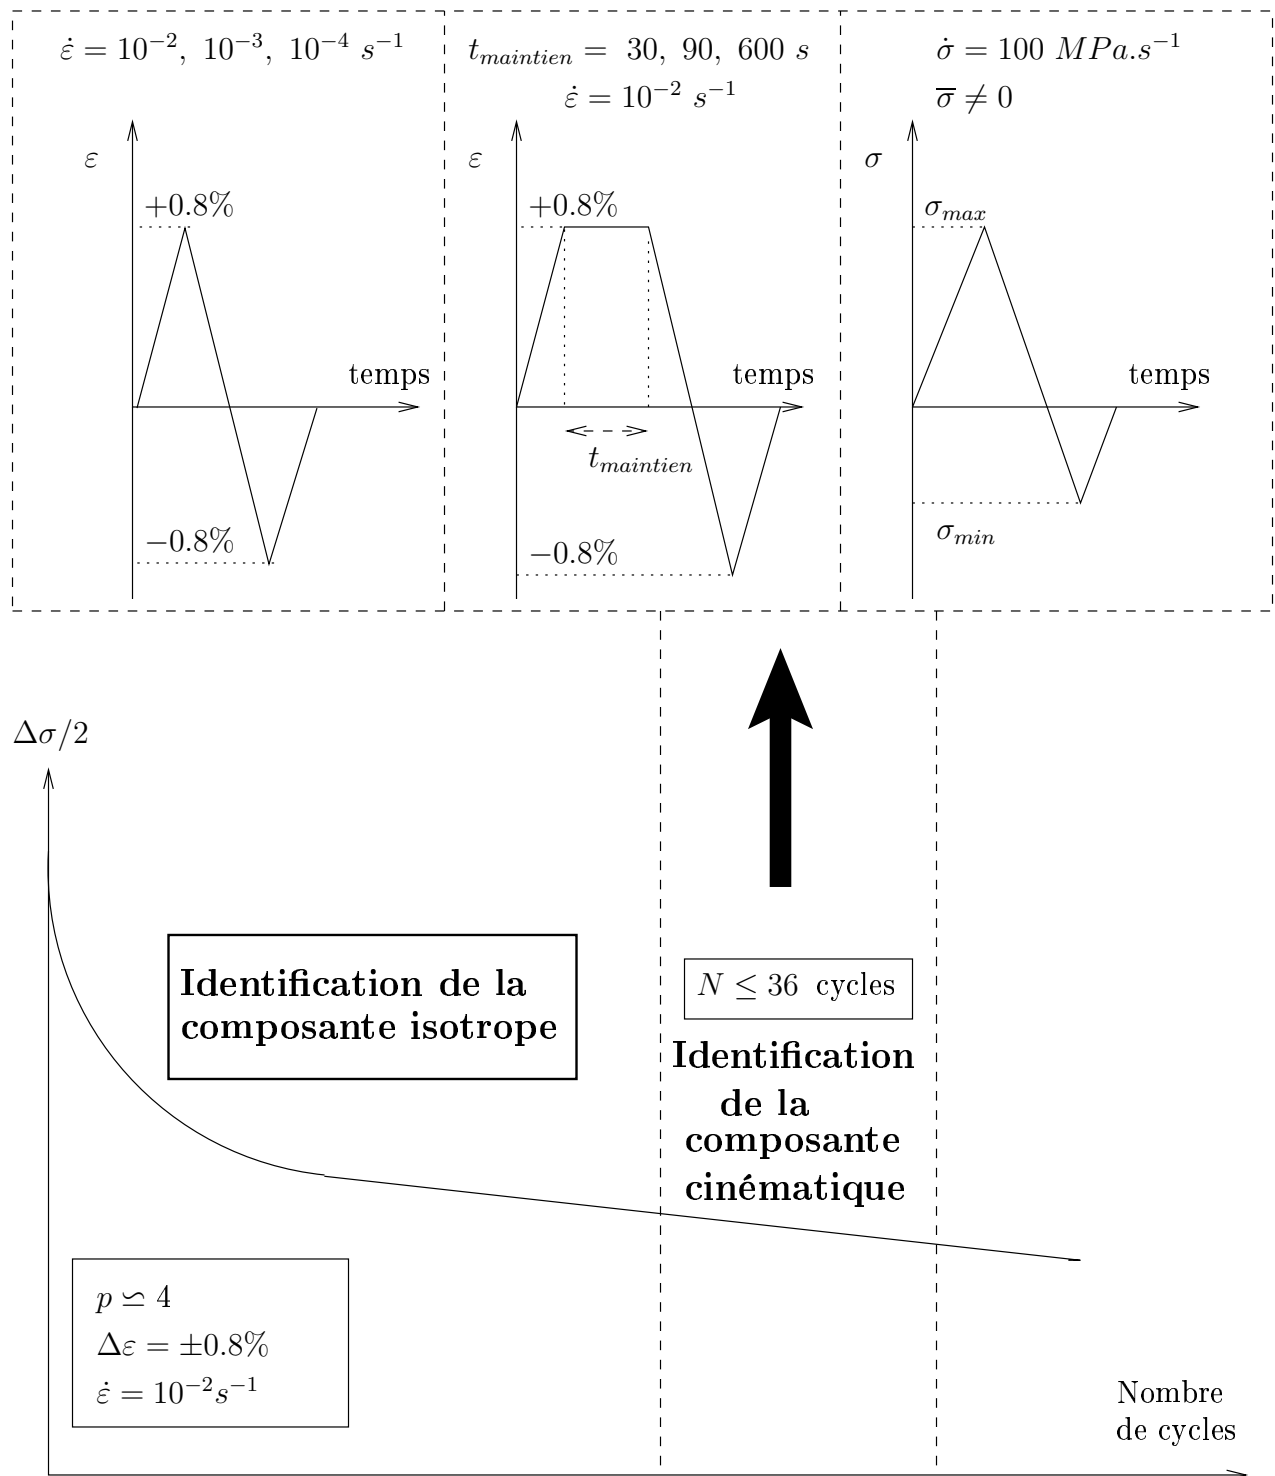 ε̇ = 10⁻², 10⁻³, 10⁻⁴ s⁻¹
ε
+0.8%
temps
−0.8%
t_maintien = 30, 90, 600 s
ε̇ = 10⁻² s⁻¹
ε
+0.8%
temps
t_maintien
−0.8%
σ̇ = 100 MPa.s⁻¹
σ̅ ≠ 0
σ
σ_max
temps
σ_min
Δσ/2
Identification de la
composante isotrope
N ≤ 36 cycles
Identification
de la
composante
cinématique
p ≃ 4
Δε = ±0.8%
ε̇ = 10⁻²s⁻¹
Nombre
de cycles